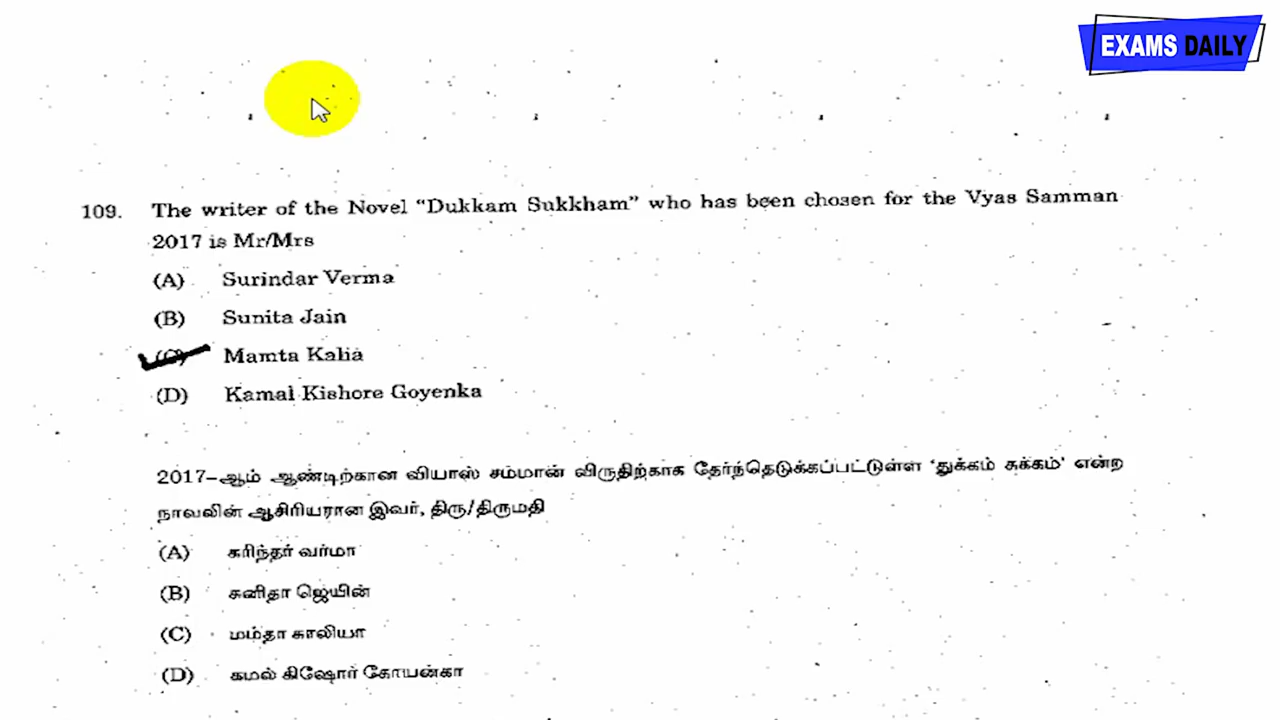 EXAMS DAILY
109. The writer of the Novel "Dukkam Sukkham" who has been chosen for the Vyas Samman
2017 is Mr/Mrs
(A) Surindar Verma
(B) Sunita Jain
(C) Mamta Kalia
(D) Kamal Kishore Goyenka
2017-ஆம் ஆண்டிற்கான வியாஸ் சம்மான் விருதிற்காக தேர்ந்தெடுக்கப்பட்டுள்ள 'துக்கம் சுக்கம்' என்ற
நாவலின் ஆசிரியரான இவர், திரு/திருமதி
(A) சுரிந்தர் வர்மா
(B) சுனிதா ஜெயின்
(C) மம்தா காலியா
(D) கமல் கிஷோர் கோயன்கா